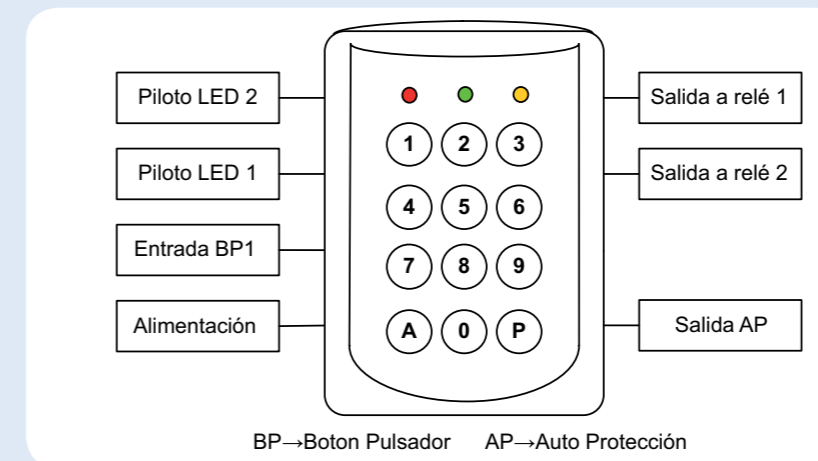 Piloto LED 2
Salida a relé 1
Piloto LED 1
Salida a relé 2
Entrada BP1
Alimentación
Salida AP
1 2 3
4 5 6
7 8 9
A 0 P
BP→Boton Pulsador AP→Auto Protección